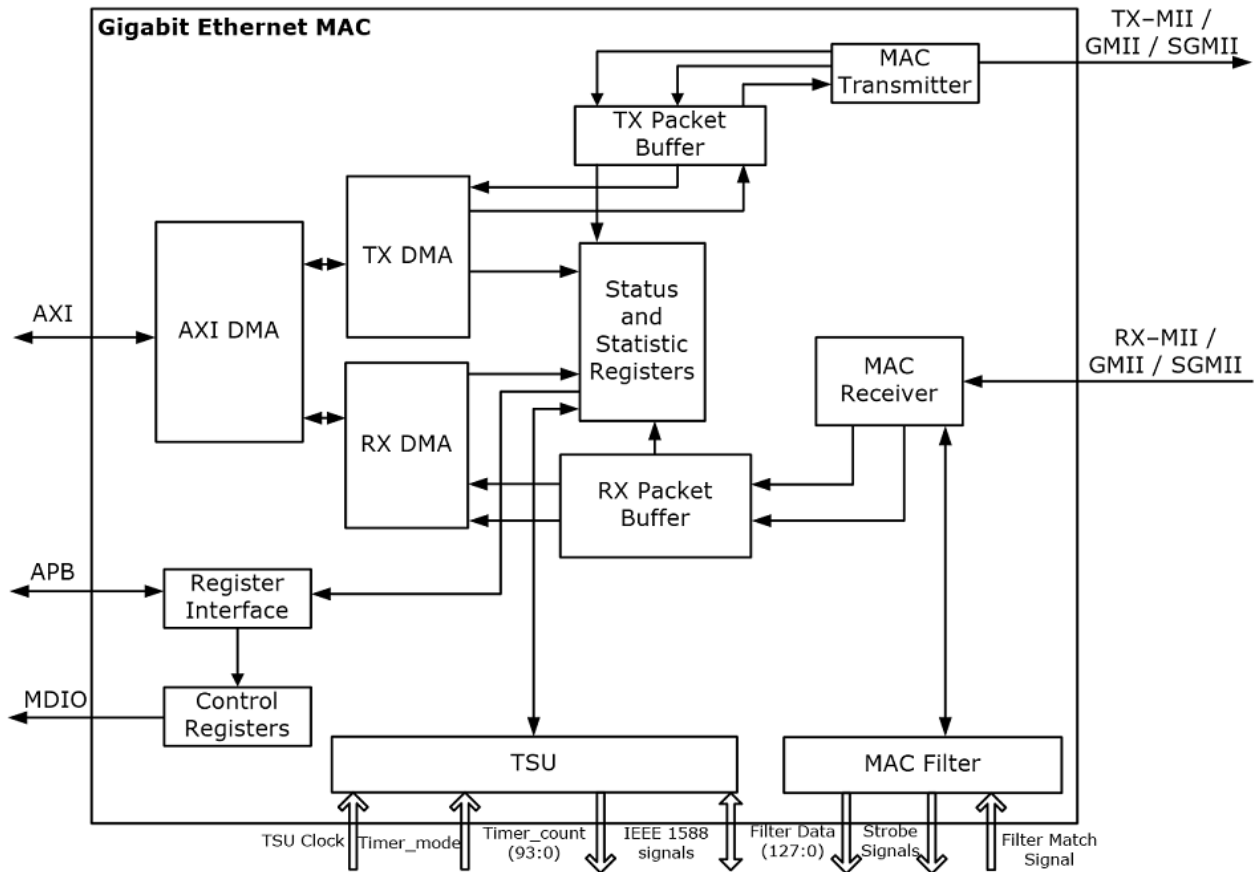 Gigabit Ethernet MAC
TX–MII /
GMII / SGMII
MAC
Transmitter
TX Packet
Buffer
TX DMA
AXI DMA
AXI
Status
and
Statistic
Registers
RX–MII /
GMII / SGMII
MAC
Receiver
RX DMA
RX Packet
Buffer
APB
Register
Interface
MDIO
Control
Registers
TSU
MAC Filter
TSU Clock
Timer_mode
Timer_count
(93:0)
IEEE 1588
signals
Filter Data
(127:0)
Strobe
Signals
Filter Match
Signal